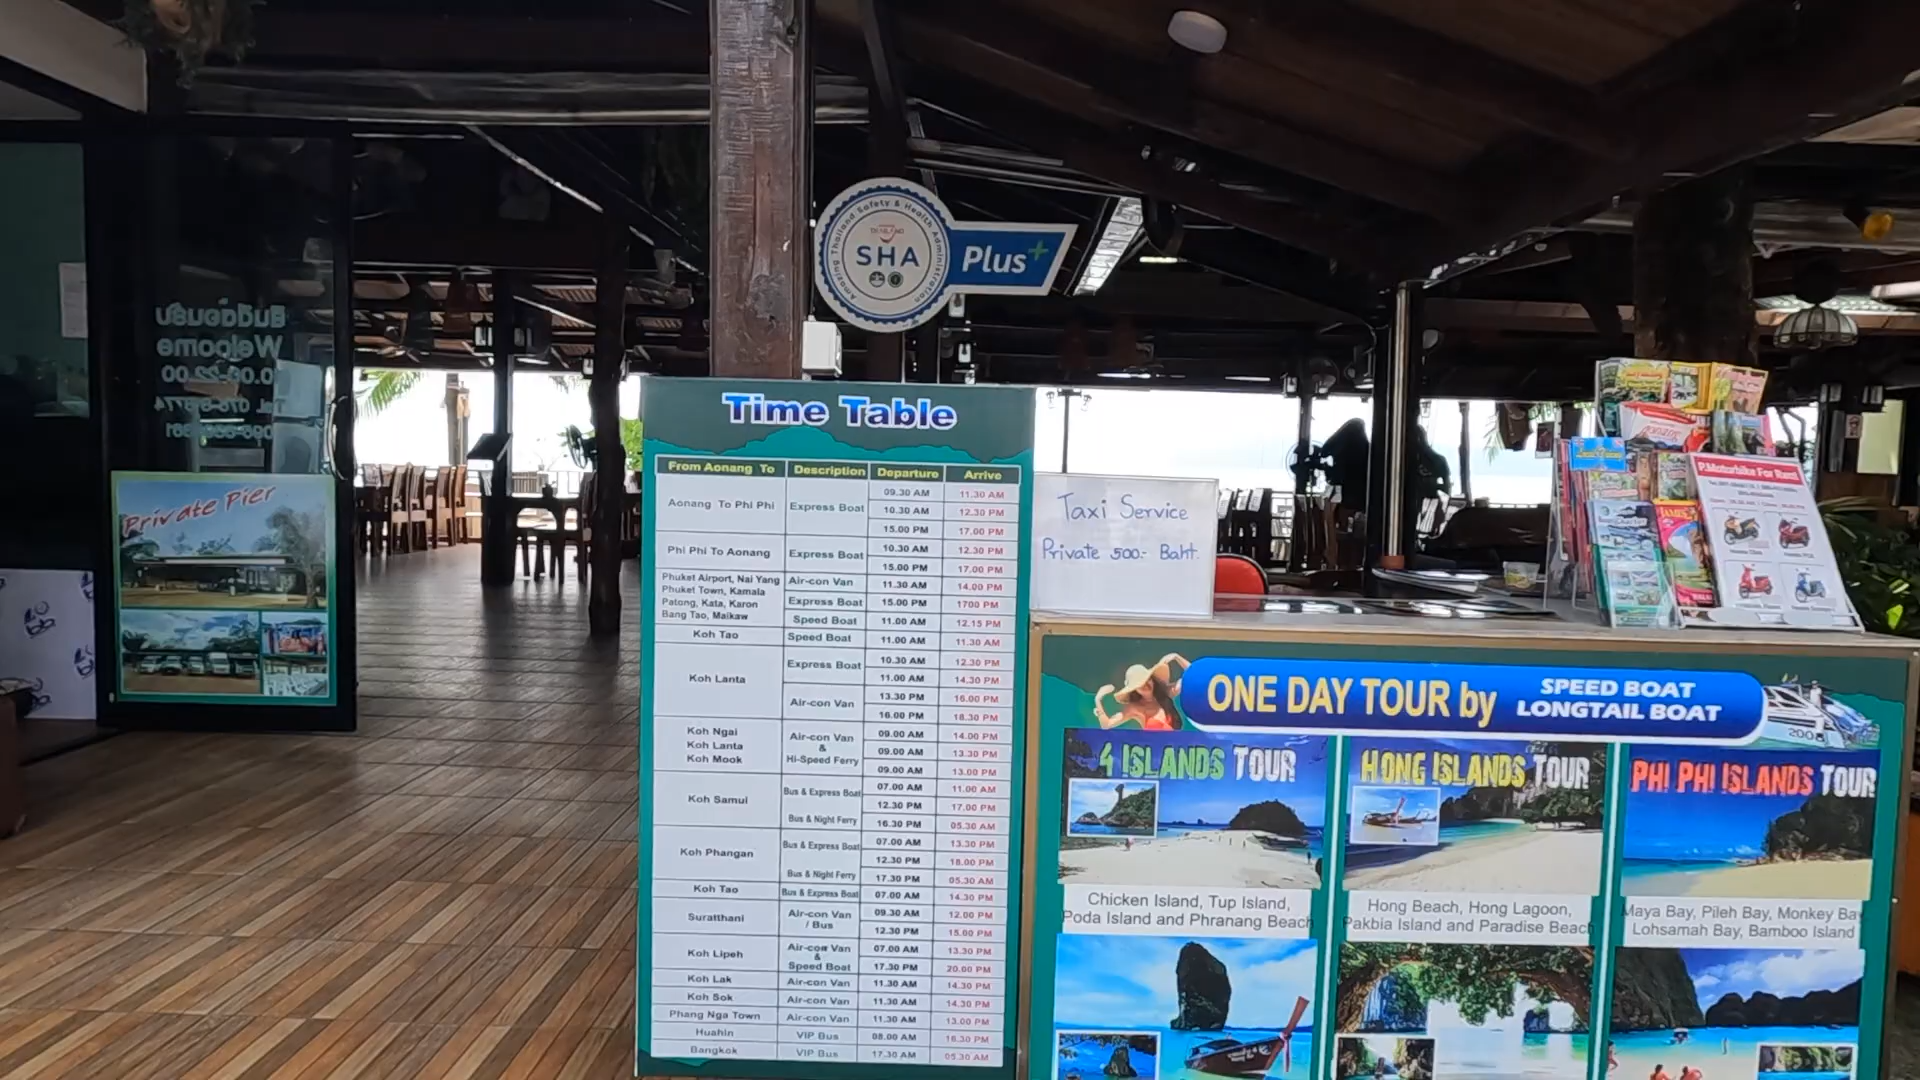 Amazing Thailand Safety & Health Administration
THAILAND
SHA
Plus+
ยินดีต้อนรับ
Welcome
Private Pier
Time Table
From Aonang To Description Departure Arrive
Aonang To Phi Phi Express Boat 09.30 AM 11.30 AM
10.30 AM 12.30 PM
15.00 PM 17.00 PM
Phi Phi To Aonang Express Boat 10.30 AM 12.30 PM
15.00 PM 17.00 PM
Phuket Airport, Nai Yang Air-con Van 11.30 AM 14.00 PM
Phuket Town, Kamala
Patong, Kata, Karon Express Boat 15.00 PM 1700 PM
Bang Tao, Maikaw Speed Boat 11.00 AM 12.15 PM
Koh Tao Speed Boat 11.00 AM 11.30 AM
Koh Lanta Express Boat 10.30 AM 12.30 PM
11.00 AM 14.30 PM
Air-con Van 13.30 PM 16.00 PM
16.00 PM 18.30 PM
Koh Ngai Air-con Van 09.00 AM 14.00 PM
Koh Lanta & 09.00 AM 13.30 PM
Koh Mook Hi-Speed Ferry 09.00 AM 13.00 PM
Koh Samui Bus & Express Boat 07.00 AM 11.00 AM
12.30 PM 17.00 PM
Bus & Night Ferry 16.30 PM 05.30 AM
Koh Phangan Bus & Express Boat 07.00 AM 13.30 PM
12.30 PM 18.00 PM
Bus & Night Ferry 17.30 PM 05.30 AM
Koh Tao Bus & Express Boat 07.00 AM 14.30 PM
Suratthani Air-con Van 09.30 AM 12.00 PM
/ Bus 12.30 PM 15.00 PM
Koh Lipeh Air-con Van 07.00 AM 13.30 PM
&
Speed Boat 17.30 PM 20.00 PM
Koh Lak Air-con Van 11.30 AM 14.30 PM
Koh Sok Air-con Van 11.30 AM 14.30 PM
Phang Nga Town Air-con Van 11.30 AM 13.00 PM
Huahin VIP Bus 08.00 AM 16.30 PM
Bangkok VIP Bus 17.30 AM 05.30 AM
Taxi Service
Private 500.- Baht.
P.Motorbike For Rent
ONE DAY TOUR by SPEED BOAT
LONGTAIL BOAT
4 ISLANDS TOUR
Chicken Island, Tup Island,
Poda Island and Phranang Beach
HONG ISLANDS TOUR
Hong Beach, Hong Lagoon,
Pakbia Island and Paradise Beach
PHI PHI ISLANDS TOUR
Maya Bay, Pileh Bay, Monkey Bay
Lohsamah Bay, Bamboo Island